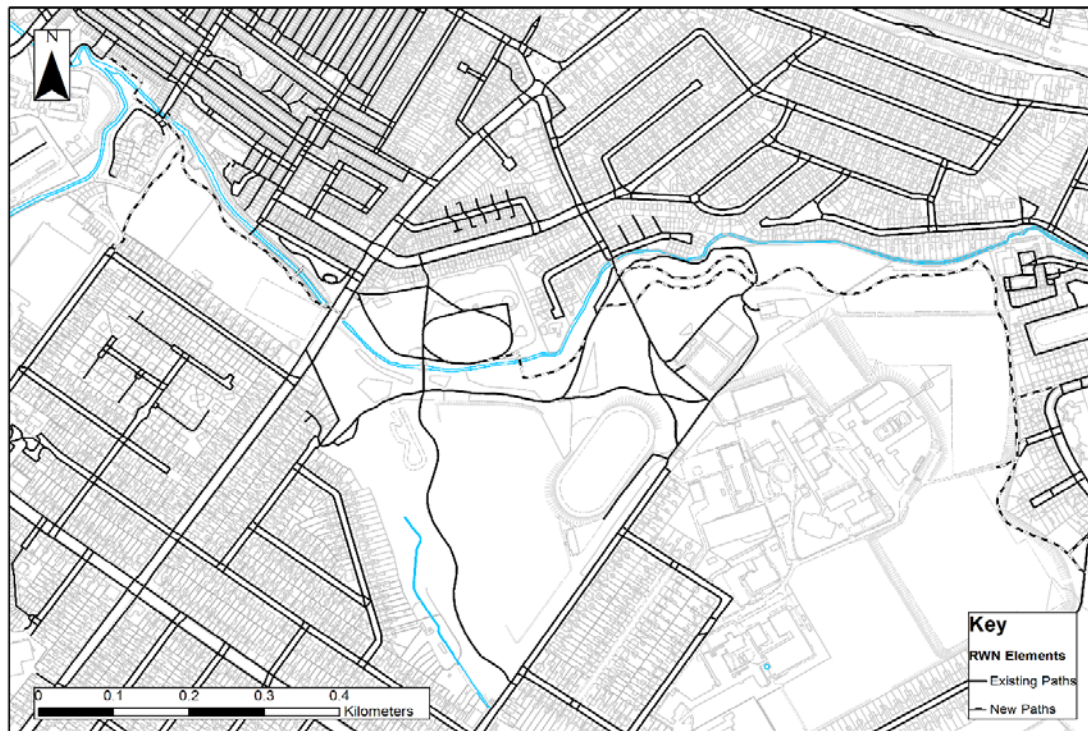 N
Key
RWN Elements
Existing Paths
New Paths
0 0.1 0.2 0.3 0.4
Kilometers